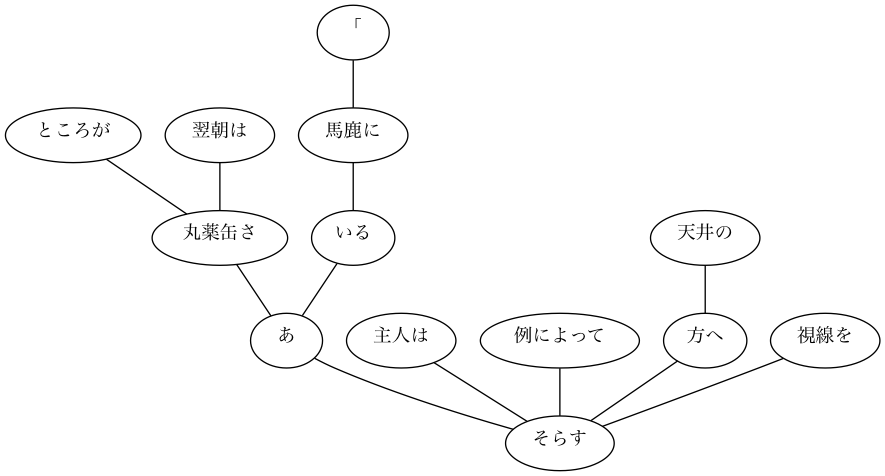 「
ところが
翌朝は
馬鹿に
丸薬缶さ
いる
天井の
あ
主人は
例によって
方へ
視線を
そらす